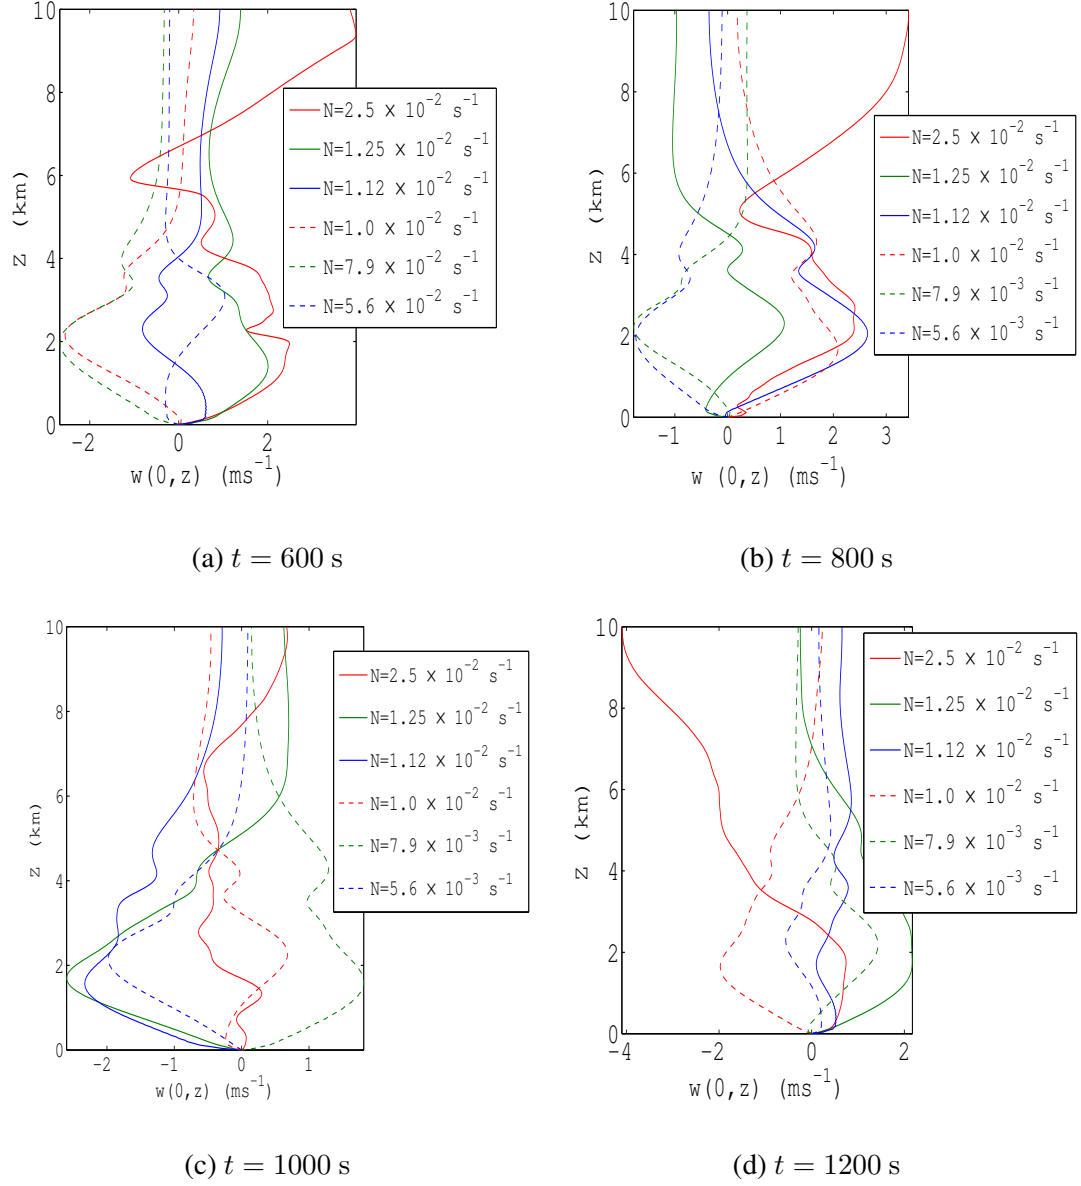 10
8
6
4
2
0
Z (km)
-2 0 2
w(0,z) (ms⁻¹)
N=2.5 × 10⁻² s⁻¹
N=1.25 × 10⁻² s⁻¹
N=1.12 × 10⁻² s⁻¹
N=1.0 × 10⁻² s⁻¹
N=7.9 × 10⁻² s⁻¹
N=5.6 × 10⁻² s⁻¹
(a) t = 600 s
10
8
6
4
2
0
Z (km)
-1 0 1 2 3
w (0,z) (ms⁻¹)
N=2.5 × 10⁻² s⁻¹
N=1.25 × 10⁻² s⁻¹
N=1.12 × 10⁻² s⁻¹
N=1.0 × 10⁻² s⁻¹
N=7.9 × 10⁻³ s⁻¹
N=5.6 × 10⁻³ s⁻¹
(b) t = 800 s
10
8
6
4
2
0
Z (km)
-2 -1 0 1
w(0,z) (ms⁻¹)
N=2.5 × 10⁻² s⁻¹
N=1.25 × 10⁻² s⁻¹
N=1.12 × 10⁻² s⁻¹
N=1.0 × 10⁻² s⁻¹
N=7.9 × 10⁻³ s⁻¹
N=5.6 × 10⁻³ s⁻¹
(c) t = 1000 s
10
8
6
4
2
0
Z (km)
-4 -2 0 2
w(0,z) (ms⁻¹)
N=2.5 × 10⁻² s⁻¹
N=1.25 × 10⁻² s⁻¹
N=1.12 × 10⁻² s⁻¹
N=1.0 × 10⁻² s⁻¹
N=7.9 × 10⁻³ s⁻¹
N=5.6 × 10⁻³ s⁻¹
(d) t = 1200 s